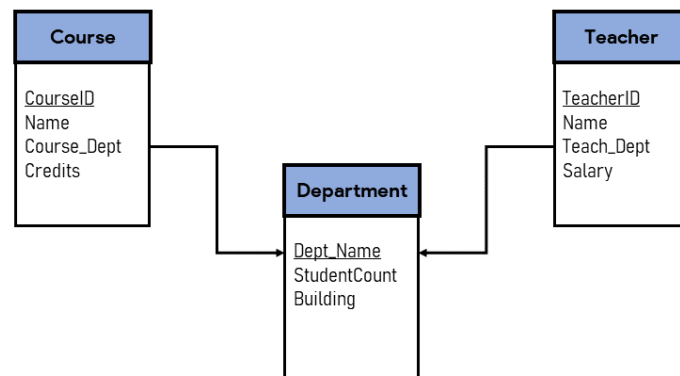 Course
CourseID
Name
Course_Dept
Credits
Teacher
TeacherID
Name
Teach_Dept
Salary
Department
Dept_Name
StudentCount
Building